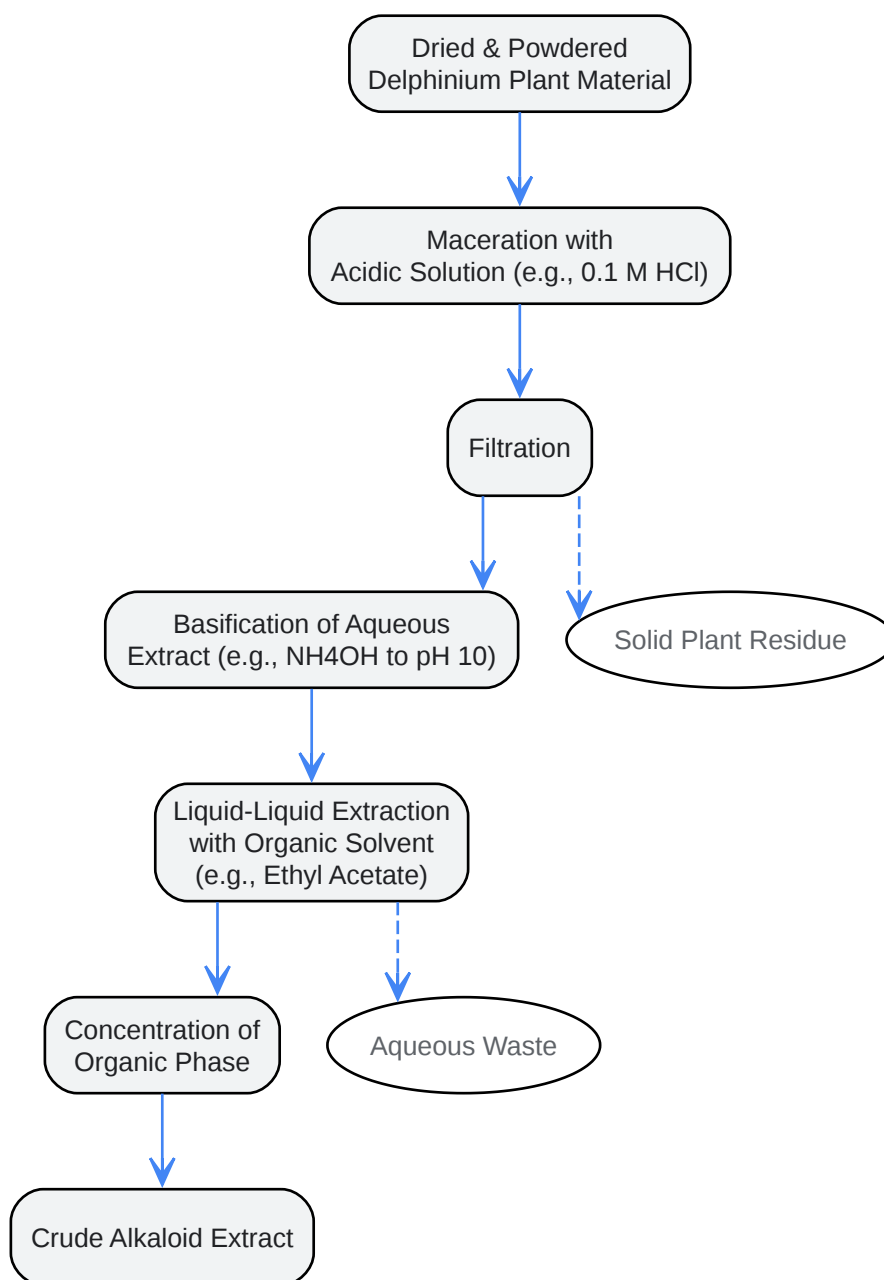 Dried & Powdered
Delphinium Plant Material
Maceration with
Acidic Solution (e.g., 0.1 M HCl)
Filtration
Basification of Aqueous
Extract (e.g., NH4OH to pH 10)
Solid Plant Residue
Liquid-Liquid Extraction
with Organic Solvent
(e.g., Ethyl Acetate)
Concentration of
Organic Phase
Aqueous Waste
Crude Alkaloid Extract